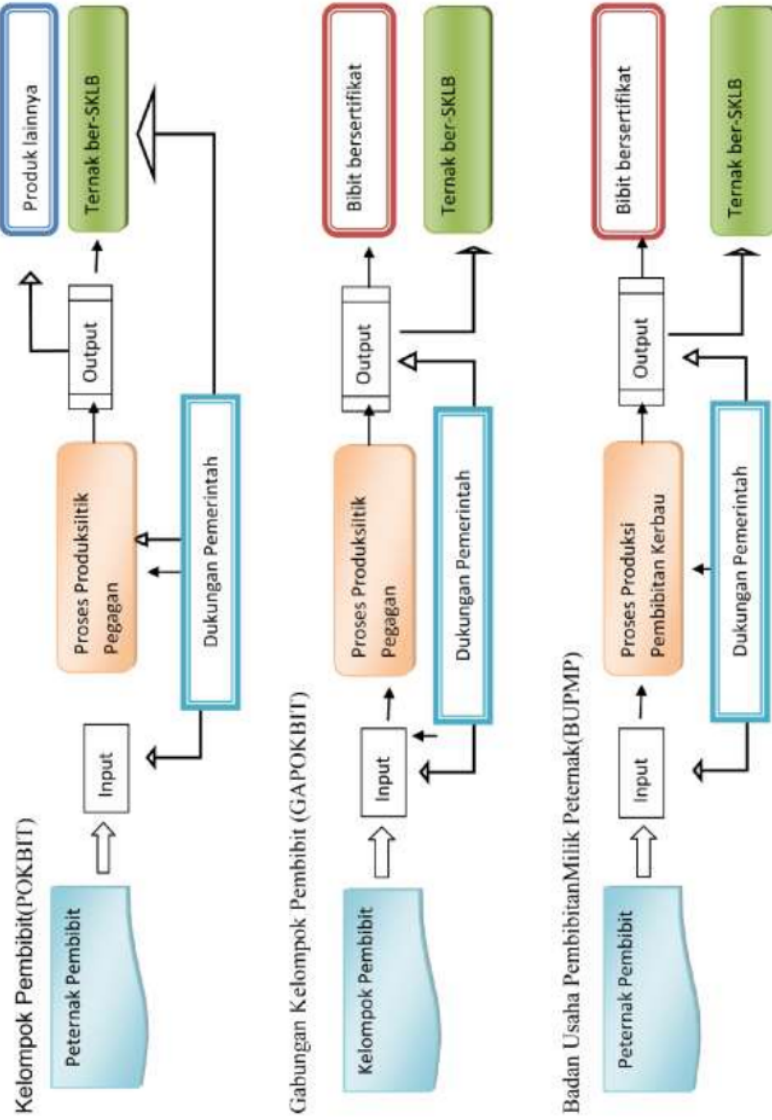 Kelompok Pembibit(POKBIT)
Peternak Pembibit
Input
Proses Produksiltik
Pegagan
Output
Produk lainnya
Ternak ber-SKLB
Dukungan Pemerintah
Gabungan Kelompok Pembibit (GAPOKBIT)
Kelompok Pembibit
Input
Proses Produksiltik
Pegagan
Output
Bibit bersertifikat
Ternak ber-SKLB
Dukungan Pemerintah
Badan Usaha PembibitanMilik Peternak(BUPMP)
Peternak Pembibit
Input
Proses Produksi
Pembibitan Kerbau
Output
Bibit bersertifikat
Ternak ber-SKLB
Dukungan Pemerintah